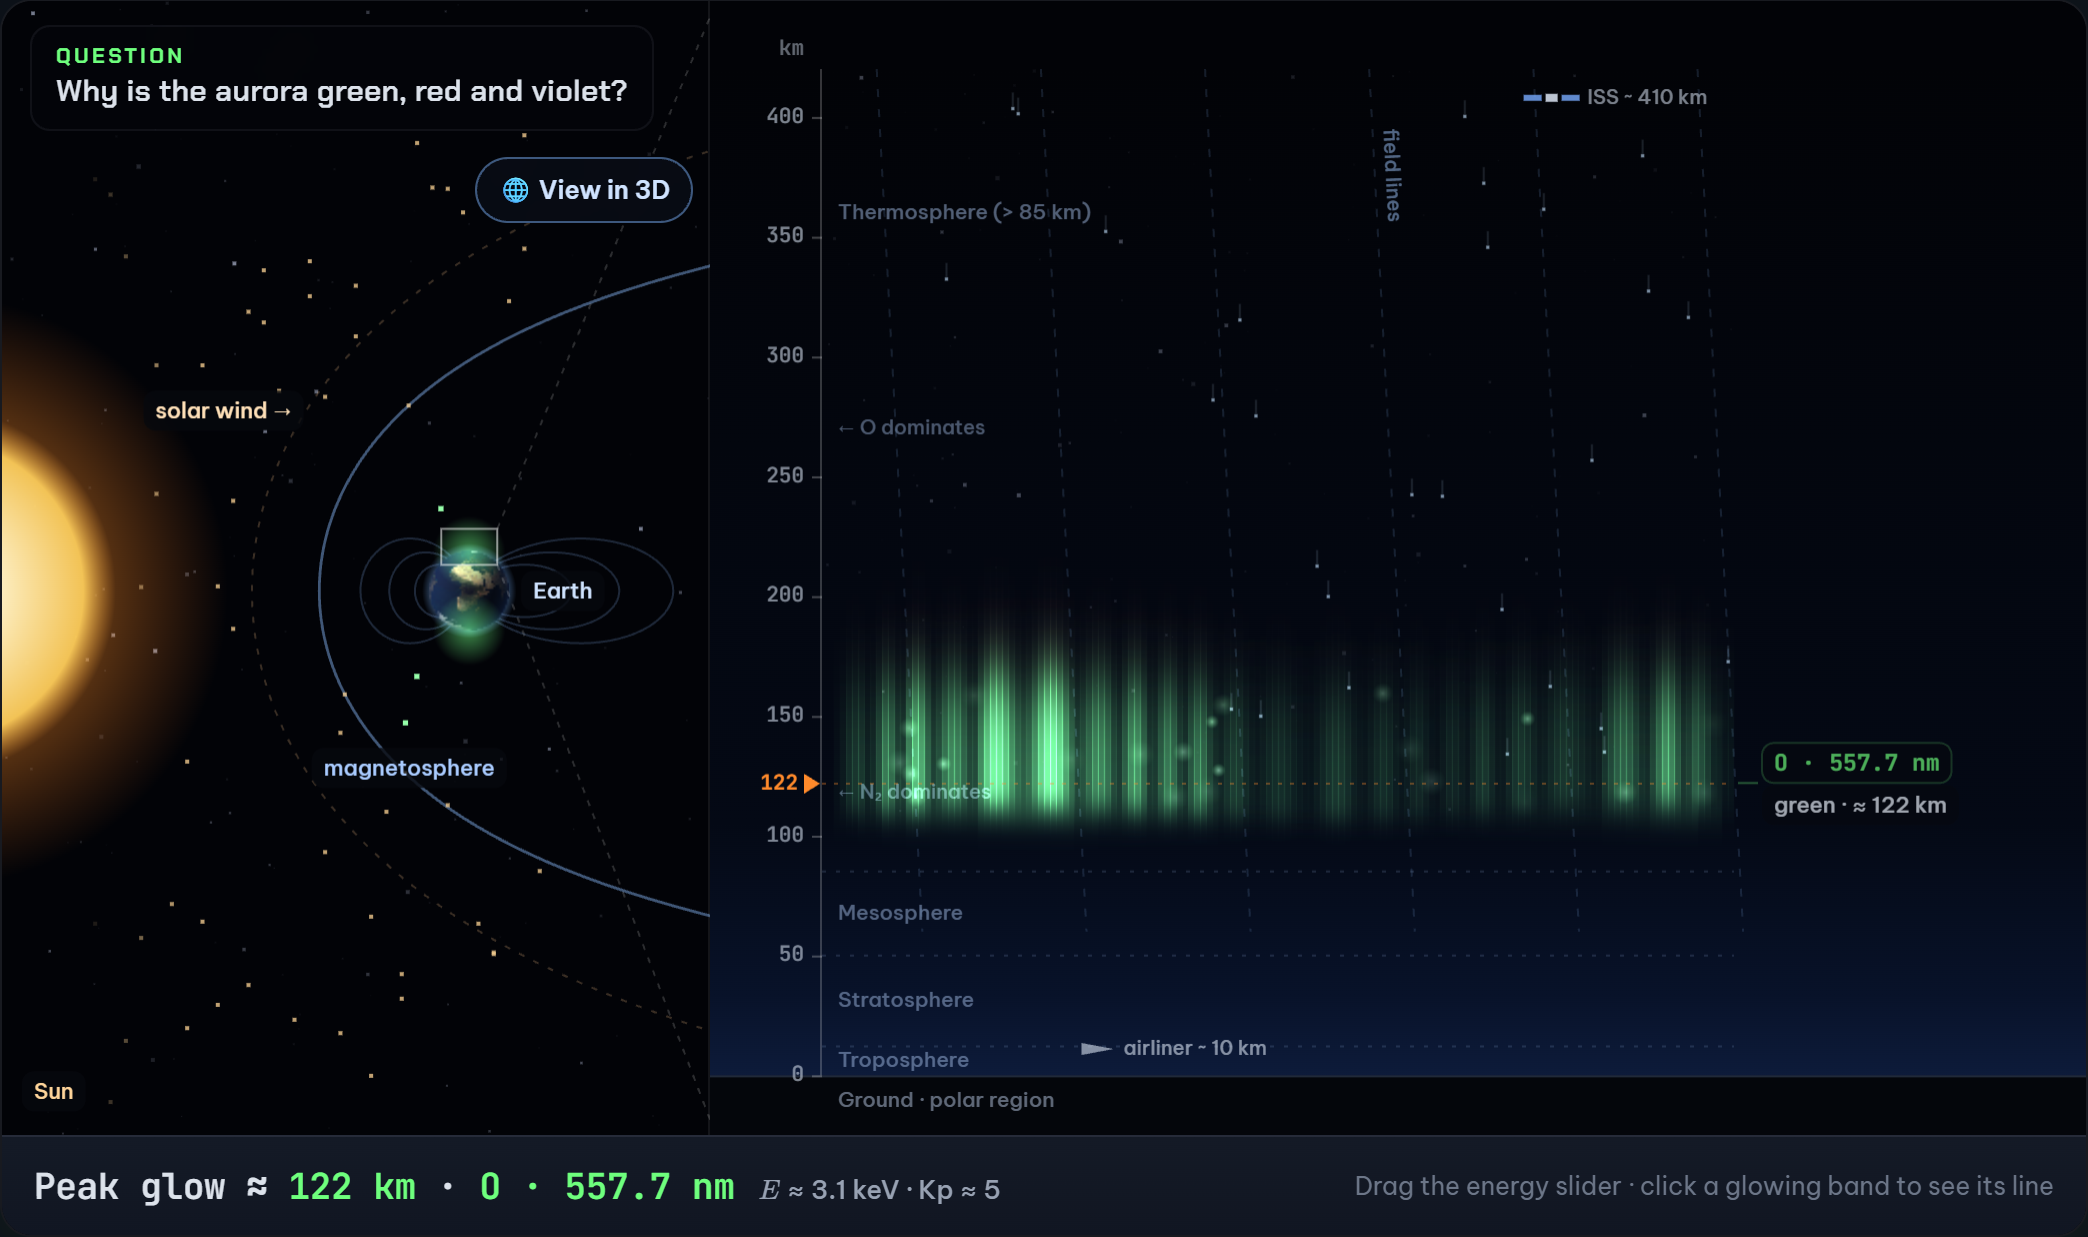 QUESTION
Why is the aurora green, red and violet?
🌐 View in 3D
solar wind →
Earth
magnetosphere
Sun
km
400
350
300
250
200
150
122
100
50
0
ISS ~ 410 km
field lines
Thermosphere (> 85 km)
← O dominates
← N₂ dominates
O · 557.7 nm
green · ≈ 122 km
Mesosphere
Stratosphere
airliner ~ 10 km
Troposphere
Ground · polar region
Peak glow ≈ 122 km · O · 557.7 nm E ≈ 3.1 keV · Kp ≈ 5
Drag the energy slider · click a glowing band to see its line